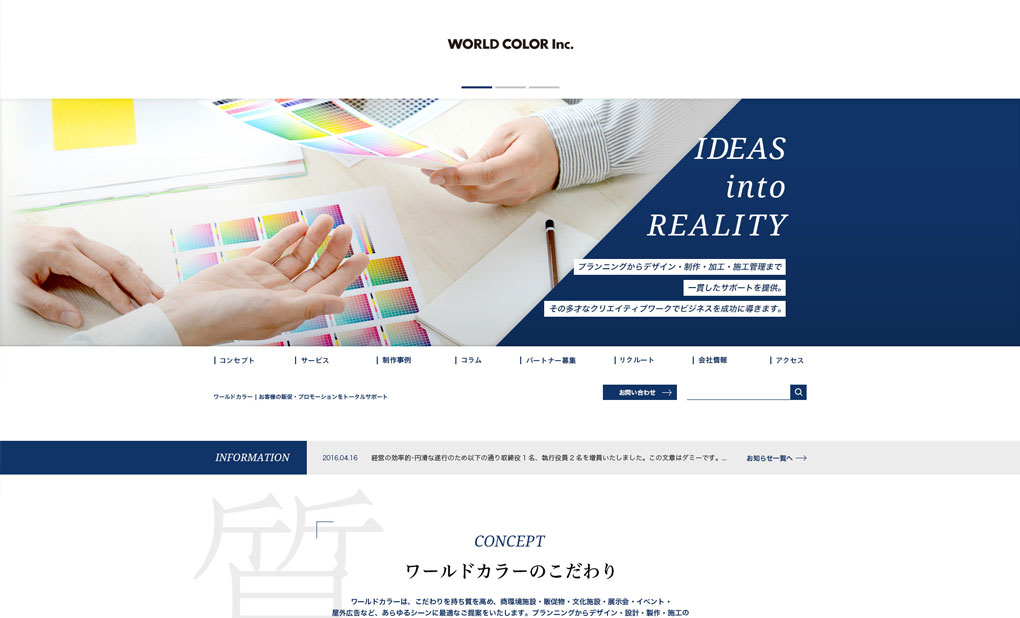 WORLD COLOR Inc.
IDEAS
into
REALITY
プランニングからデザイン・制作・加工・施工管理まで
一貫したサポートを提供。
その多才なクリエイティブワークでビジネスを成功に導きます。
コンセプト
サービス
制作事例
コラム
パートナー募集
リクルート
会社情報
アクセス
ワールドカラー | お客様の販促・プロモーションをトータルサポート
お問い合わせ
INFORMATION
2016.04.16 経営の効率的･円滑な遂行のため以下の通り取締役１名、執行役員２名を増員いたしました。この文章はダミーです。...
お知らせ一覧へ
質
CONCEPT
ワールドカラーのこだわり
ワールドカラーは、こだわりを持ち質を高め、商環境施設・販促物・文化施設・展示会・イベント・
屋外広告など、あらゆるシーンに最適なご提案をいたします。プランニングからデザイン・設計・製作・施工の